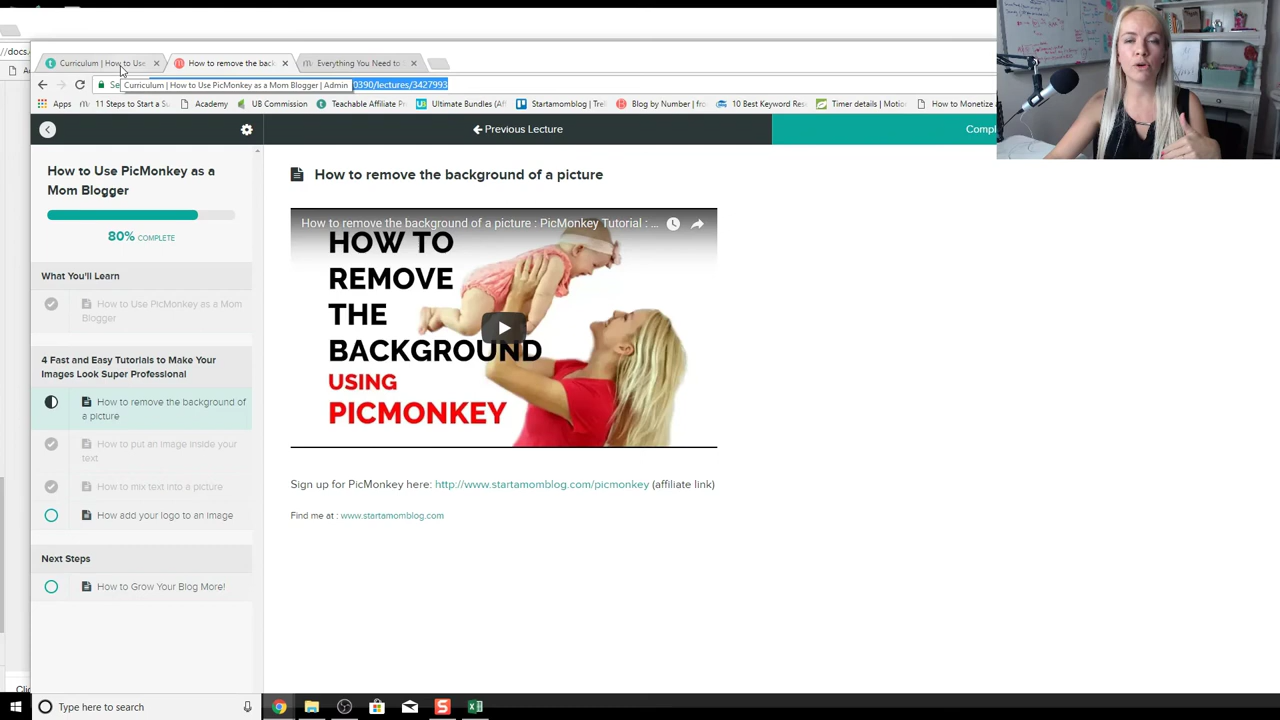 //docs.
Curriculum | How to Use
How to remove the back
Everything You Need to
Se
0390/lectures/3427993
Curriculum | How to Use PicMonkey as a Mom Blogger | Admin
Apps
11 Steps to Start a S
Academy
UB Commission
Teachable Affiliate Pr
Ultimate Bundles (Aff
Startamomblog | Trel
Blog by Number | fro
10 Best Keyword Rese
Timer details | Motio
How to Monetize
Previous Lecture
Compl
How to Use PicMonkey as a
Mom Blogger
80% COMPLETE
What You'll Learn
How to Use PicMonkey as a Mom
Blogger
4 Fast and Easy Tutorials to Make Your
Images Look Super Professional
How to remove the background of
a picture
How to put an image inside your
text
How to mix text into a picture
How add your logo to an image
Next Steps
How to Grow Your Blog More!
How to remove the background of a picture
How to remove the background of a picture : PicMonkey Tutorial : ...
HOW TO
REMOVE
THE
BACKGROUND
USING
PICMONKEY
Sign up for PicMonkey here: http://www.startamomblog.com/picmonkey (affiliate link)
Find me at : www.startamomblog.com
Type here to search